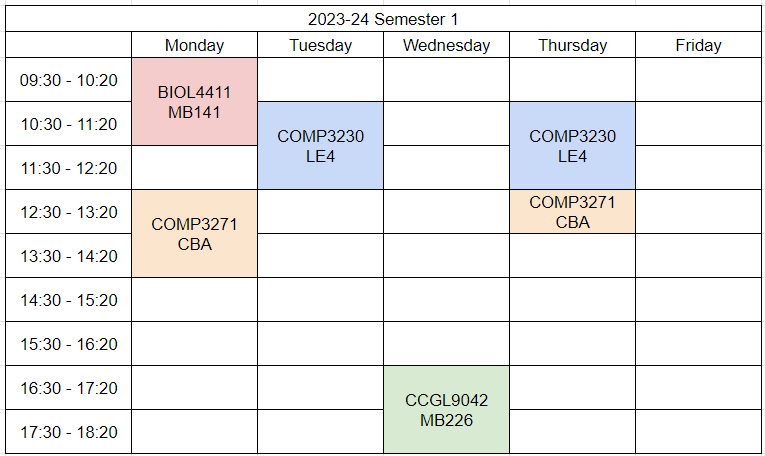 2023-24 Semester 1
Monday Tuesday Wednesday Thursday Friday
09:30 - 10:20
BIOL4411
MB141
10:30 - 11:20
COMP3230
LE4
COMP3230
LE4
11:30 - 12:20
12:30 - 13:20
COMP3271
CBA
COMP3271
CBA
13:30 - 14:20
14:30 - 15:20
15:30 - 16:20
16:30 - 17:20
CCGL9042
MB226
17:30 - 18:20